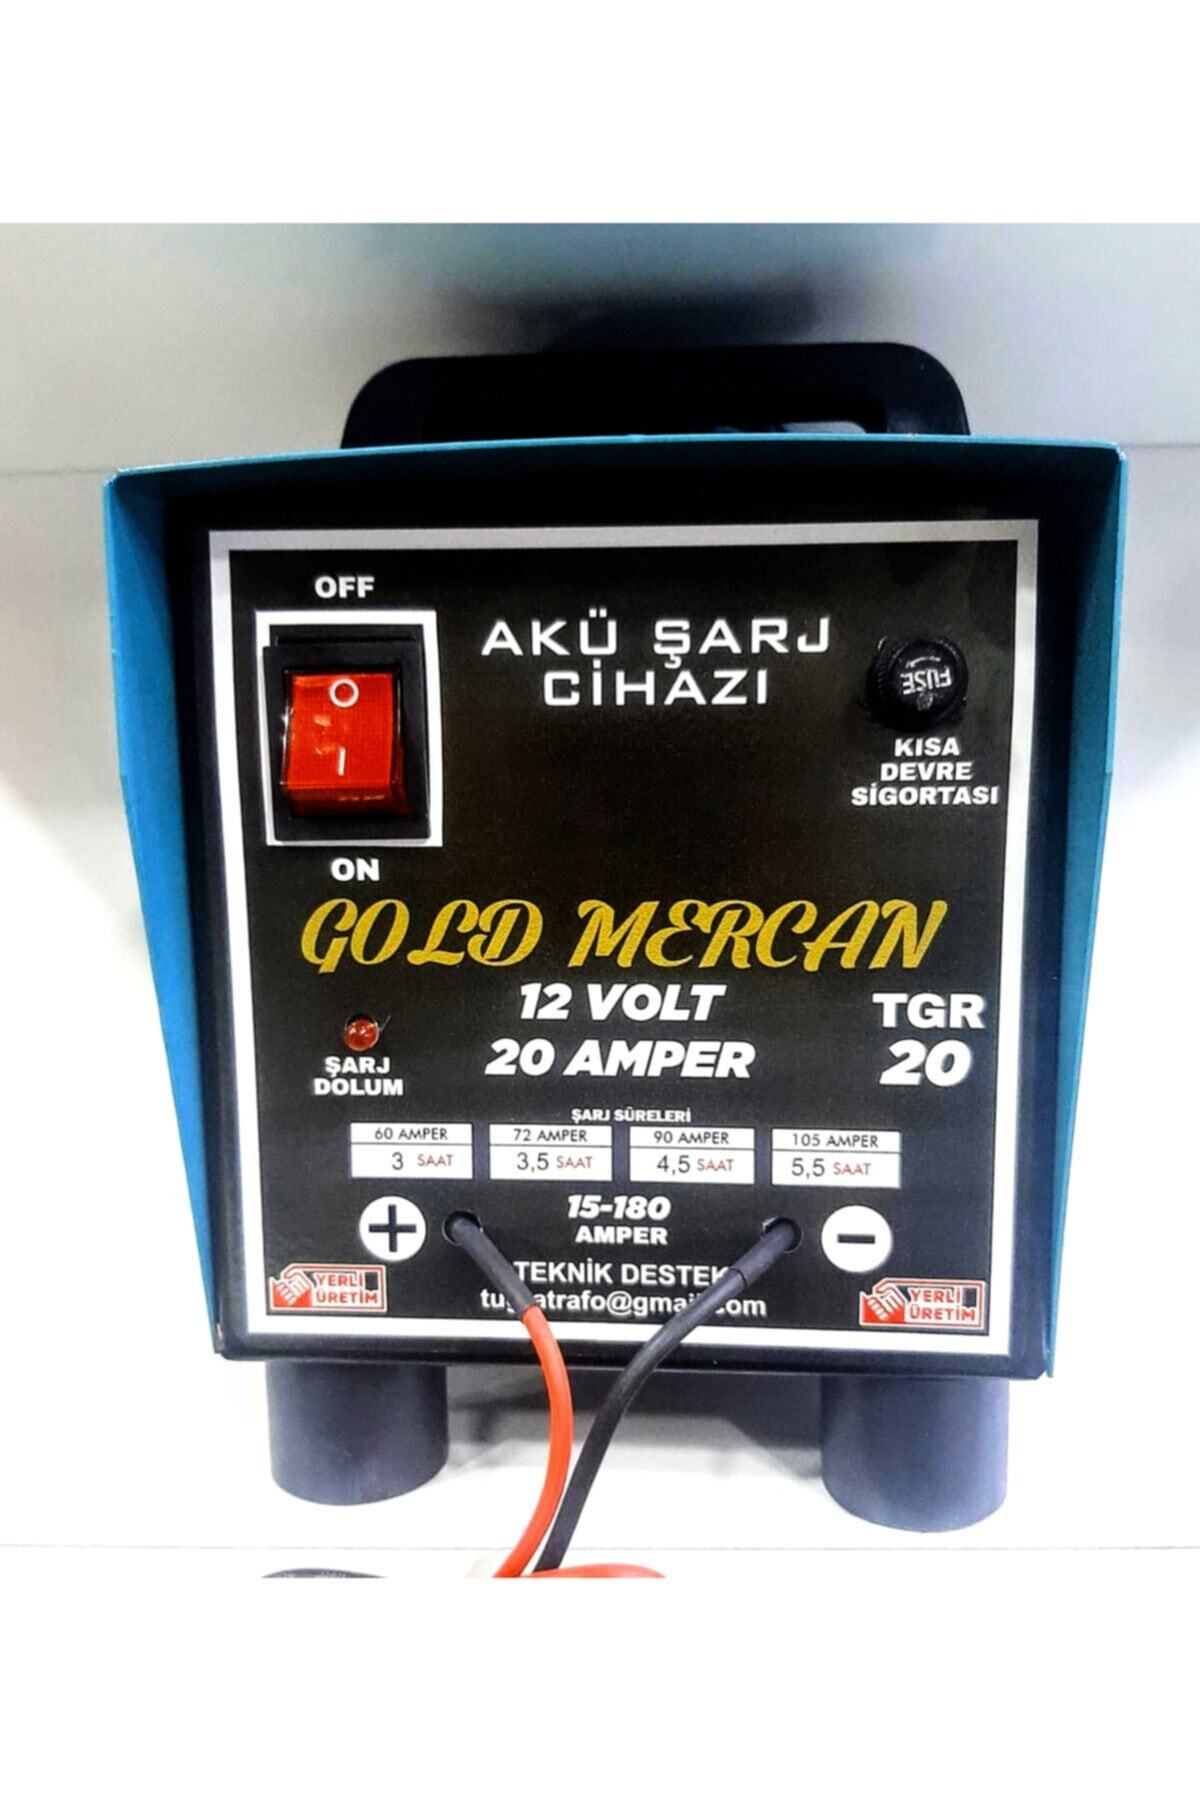 OFF
AKÜ ŞARJ
CİHAZI
FUSE
KISA
DEVRE
SİGORTASI
ON
GOLD MERCAN
12 VOLT
20 AMPER
TGR
20
ŞARJ
DOLUM
ŞARJ SÜRELERİ
60 AMPER
3 SAAT
72 AMPER
3,5 SAAT
90 AMPER
4,5 SAAT
105 AMPER
5,5 SAAT
15-180
AMPER
TEKNİK DESTEK
YERLİ
ÜRETİM
YERLİ
ÜRETİM